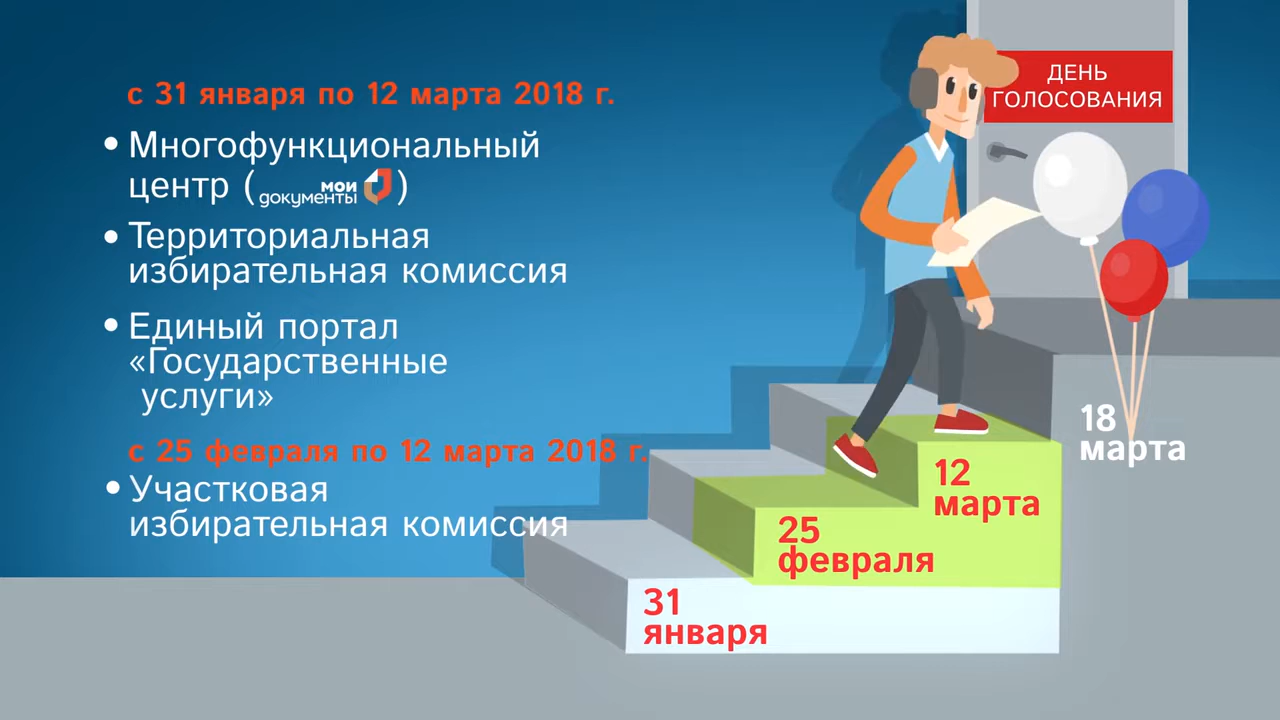 с 31 января по 12 марта 2018 г.
• Многофункциональный
центр (мои документы)
• Территориальная
избирательная комиссия
• Единый портал
«Государственные
услуги»
с 25 февраля по 12 марта 2018 г.
• Участковая
избирательная комиссия
ДЕНЬ
ГОЛОСОВАНИЯ
18
марта
12
марта
25
февраля
31
января